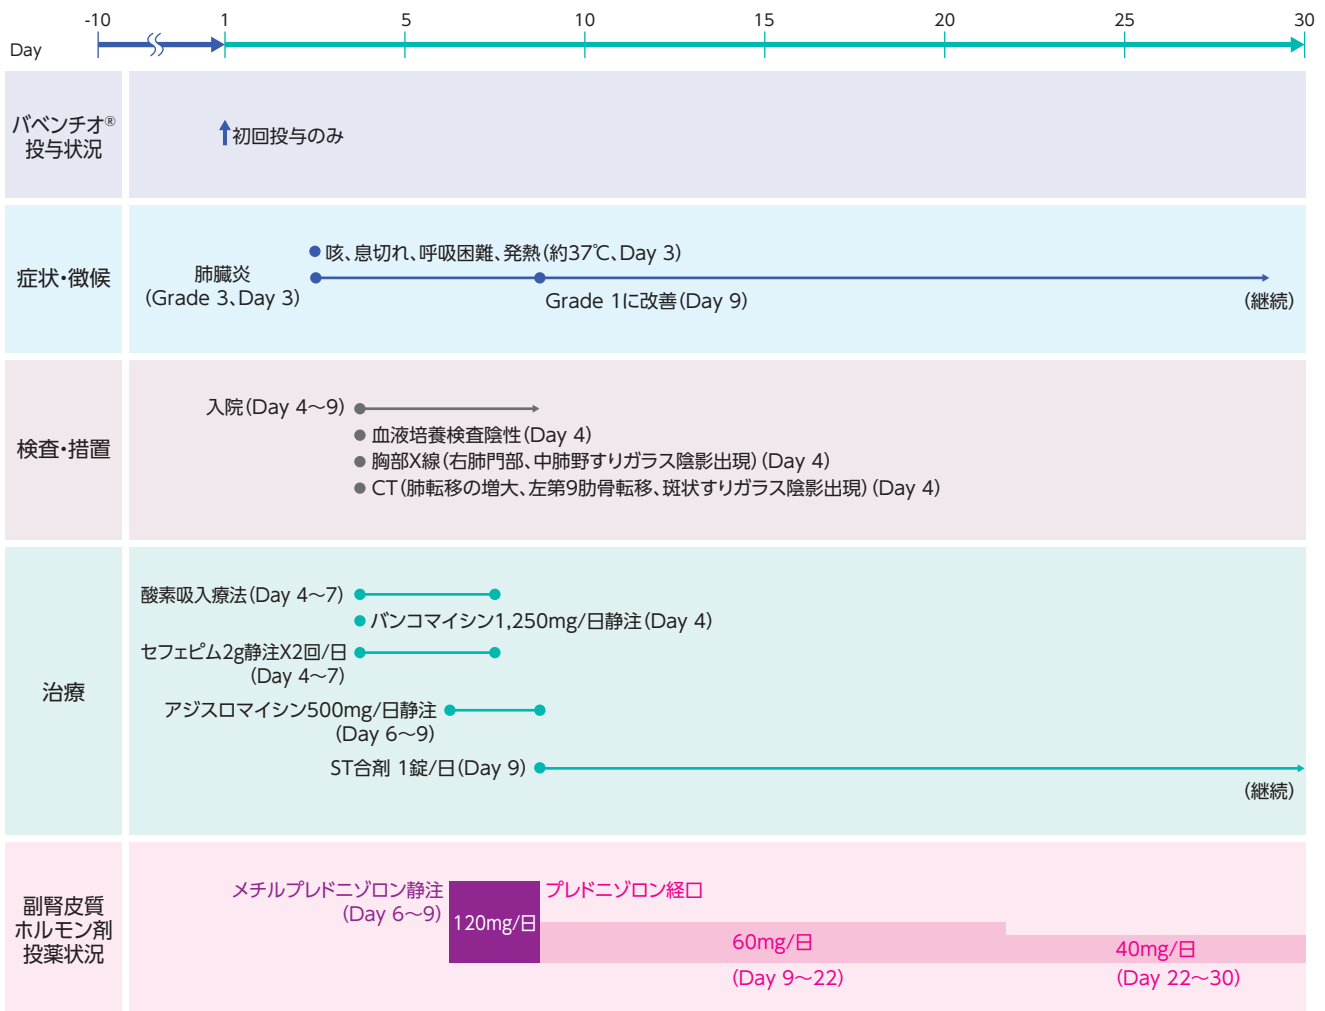 -10 1 5 10 15 20 25 30
Day
バベンチオ®
投与状況
初回投与のみ
症状・徴候
咳、息切れ、呼吸困難、発熱(約37℃、Day 3)
肺臓炎
(Grade 3、Day 3)
Grade 1に改善(Day 9)
(継続)
検査・措置
入院(Day 4〜9)
血液培養検査陰性(Day 4)
胸部X線(右肺門部、中肺野すりガラス陰影出現)(Day 4)
CT(肺転移の増大、左第9肋骨転移、斑状すりガラス陰影出現)(Day 4)
治療
酸素吸入療法(Day 4〜7)
バンコマイシン1,250mg/日静注(Day 4)
セフェピム2g静注X2回/日
(Day 4〜7)
アジスロマイシン500mg/日静注
(Day 6〜9)
ST合剤 1錠/日(Day 9)
(継続)
副腎皮質
ホルモン剤
投薬状況
メチルプレドニゾロン静注
(Day 6〜9)
120mg/日
プレドニゾロン経口
60mg/日
(Day 9〜22)
40mg/日
(Day 22〜30)